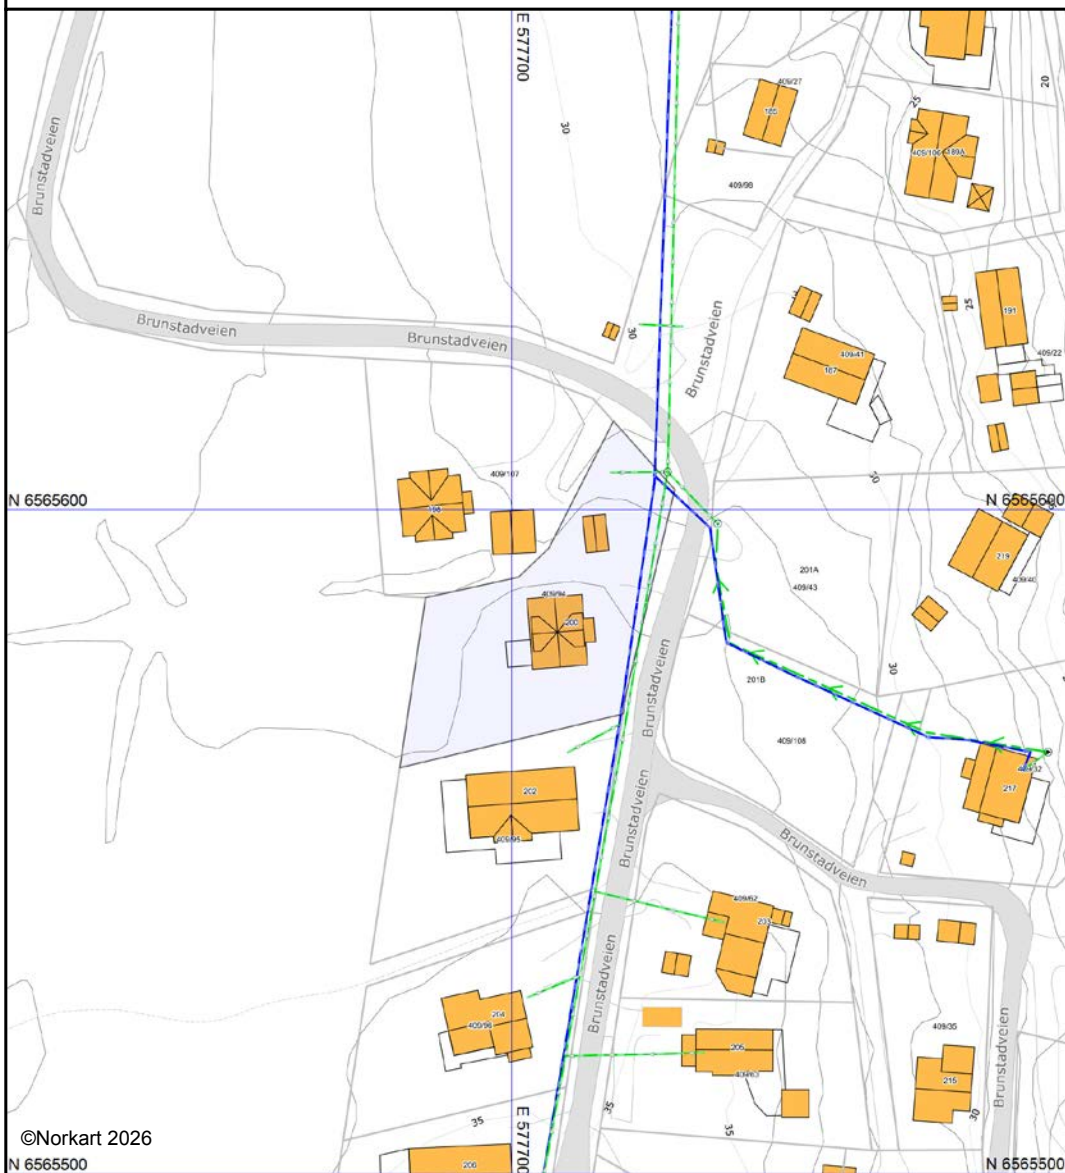 E 577700
20
409/27
185
25
30
409/106
189A
Brunstadveien
409/98
25
191
Brunstadveien
Brunstadveien
30
Brunstadveien
409/41
187
409/22
409/107
N 6565600
N 6565600
198
219
201A
409/40
409/43
409/94
200
30
201B
Brunstadveien
409/108
217
202
Brunstadveien
409/95
Brunstadveien
409/62
203
Brunstadveien
204
409/96
409/35
205
409/63
215
Brunstadveien
35
35
35
30
E 577700
©Norkart 2026
N 6565500
N 6565500
206